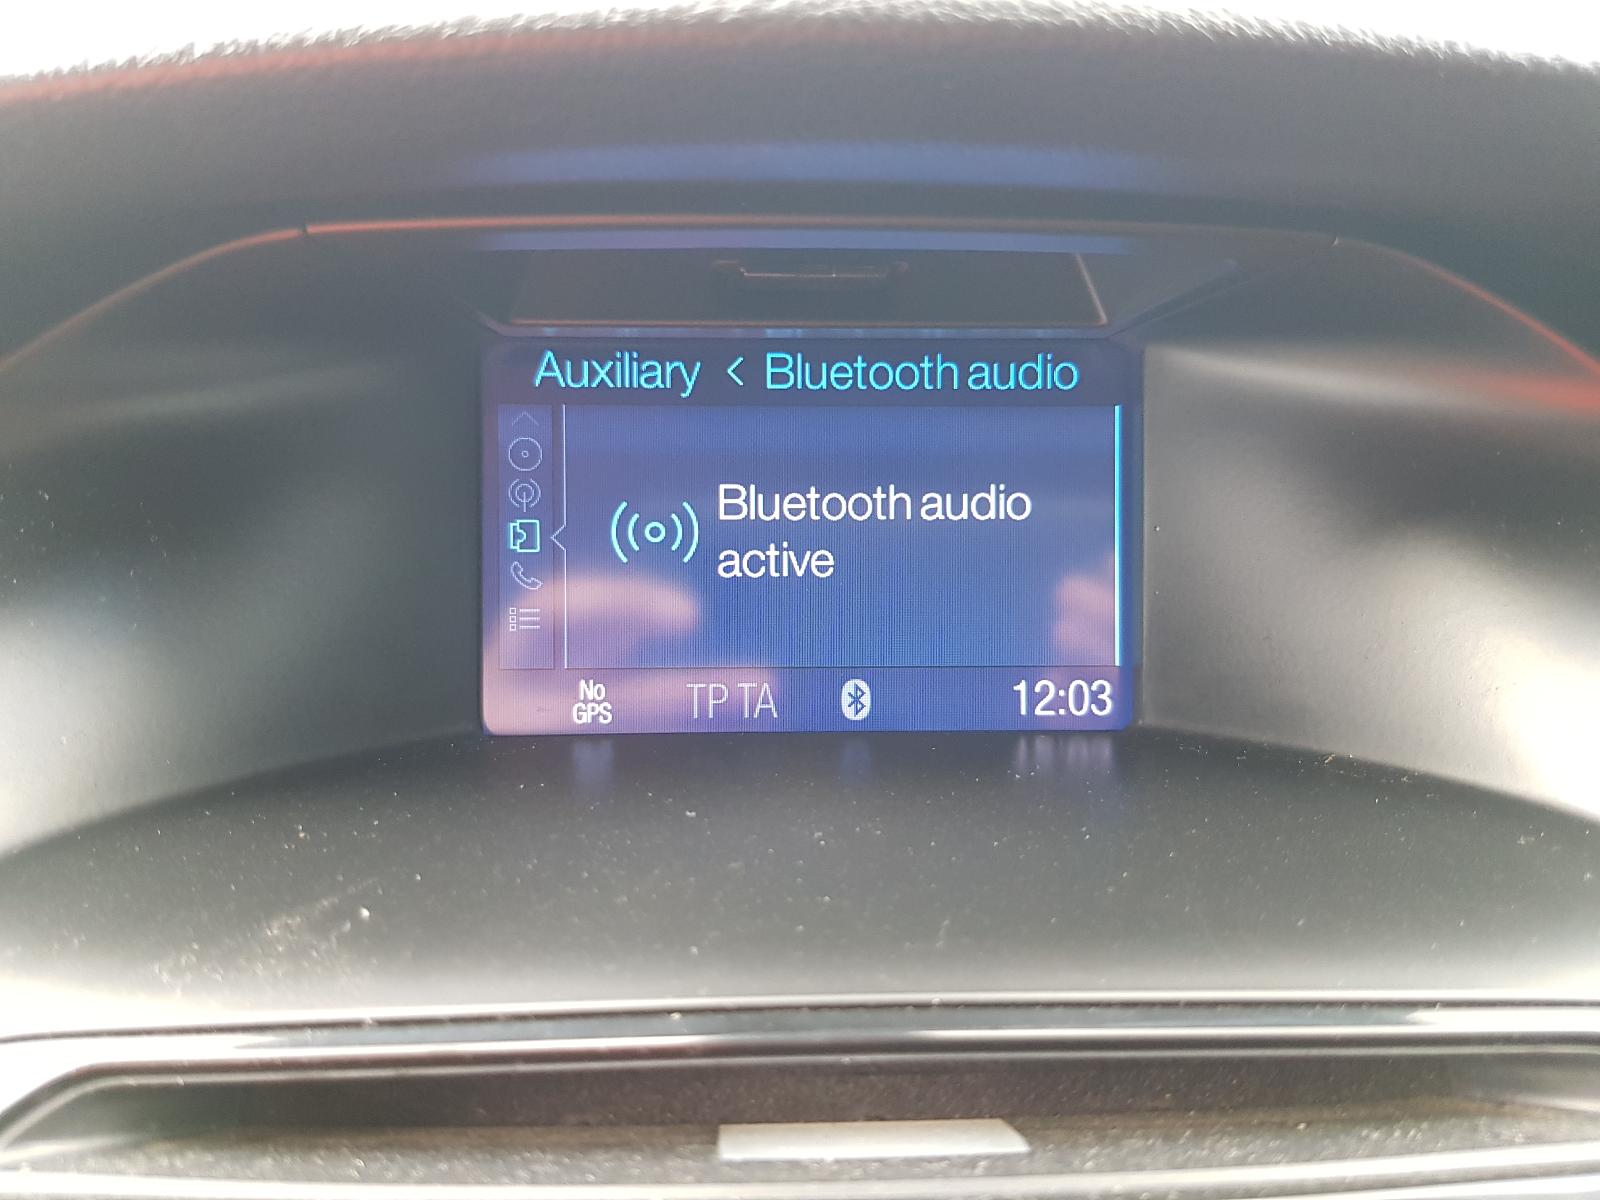 Auxiliary < Bluetooth audio
Bluetooth audio
active
No
GPS
TP TA
12:03